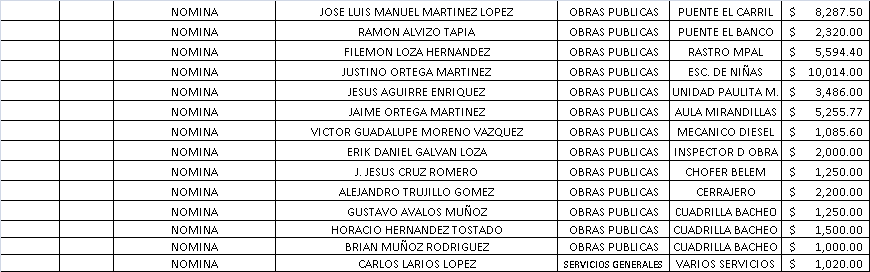 NOMINA JOSE LUIS MANUEL MARTINEZ LOPEZ OBRAS PUBLICAS PUENTE EL CARRIL $ 8,287.50
NOMINA RAMON ALVIZO TAPIA OBRAS PUBLICAS PUENTE EL BANCO $ 2,320.00
NOMINA FILEMON LOZA HERNANDEZ OBRAS PUBLICAS RASTRO MPAL $ 5,594.40
NOMINA JUSTINO ORTEGA MARTINEZ OBRAS PUBLICAS ESC. DE NIÑAS $ 10,014.00
NOMINA JESUS AGUIRRE ENRIQUEZ OBRAS PUBLICAS UNIDAD PAULITA M. $ 3,486.00
NOMINA JAIME ORTEGA MARTINEZ OBRAS PUBLICAS AULA MIRANDILLAS $ 5,255.77
NOMINA VICTOR GUADALUPE MORENO VAZQUEZ OBRAS PUBLICAS MECANICO DIESEL $ 1,085.60
NOMINA ERIK DANIEL GALVAN LOZA OBRAS PUBLICAS INSPECTOR D OBRA $ 2,000.00
NOMINA J. JESUS CRUZ ROMERO OBRAS PUBLICAS CHOFER BELEM $ 1,250.00
NOMINA ALEJANDRO TRUJILLO GOMEZ OBRAS PUBLICAS CERRAJERO $ 2,200.00
NOMINA GUSTAVO AVALOS MUÑOZ OBRAS PUBLICAS CUADRILLA BACHEO $ 1,250.00
NOMINA HORACIO HERNANDEZ TOSTADO OBRAS PUBLICAS CUADRILLA BACHEO $ 1,500.00
NOMINA BRIAN MUÑOZ RODRIGUEZ OBRAS PUBLICAS CUADRILLA BACHEO $ 1,000.00
NOMINA CARLOS LARIOS LOPEZ SERVICIOS GENERALES VARIOS SERVICIOS $ 1,020.00